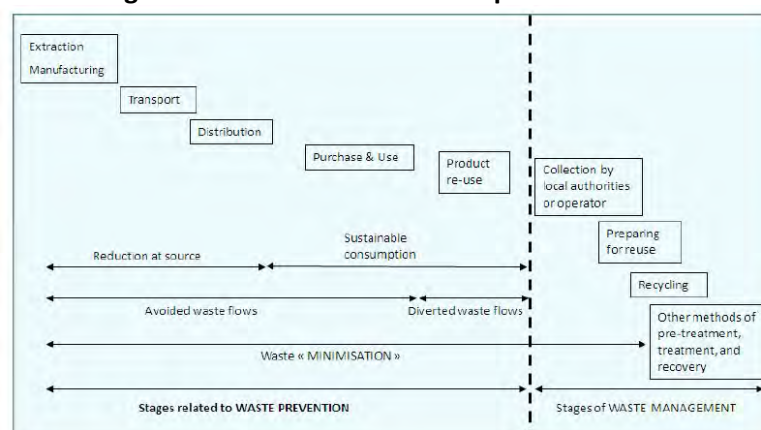 Extraction
Manufacturing
Transport
Distribution
Purchase & Use
Product
re-use
Collection by
local authorities
or operator
Preparing
for reuse
Recycling
Other methods of
pre-treatment,
treatment, and
recovery
Sustainable
consumption
Reduction at source
Avoided waste flows
Diverted waste flows
Waste « MINIMISATION »
Stages related to WASTE PREVENTION
Stages of WASTE MANAGEMENT